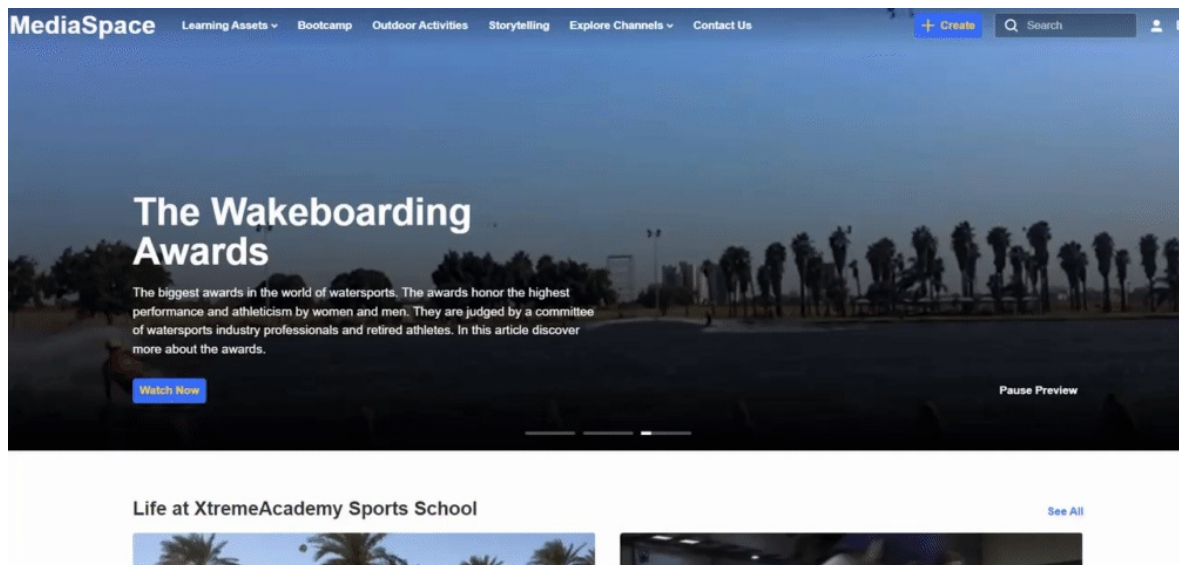 MediaSpace Learning Assets Bootcamp Outdoor Activities Storytelling Explore Channels Contact Us + Create Search
The Wakeboarding
Awards
The biggest awards in the world of watersports. The awards honor the highest
performance and athleticism by women and men. They are judged by a committee
of watersports industry professionals and retired athletes. In this article discover
more about the awards.
Watch Now Pause Preview
Life at XtremeAcademy Sports School See All